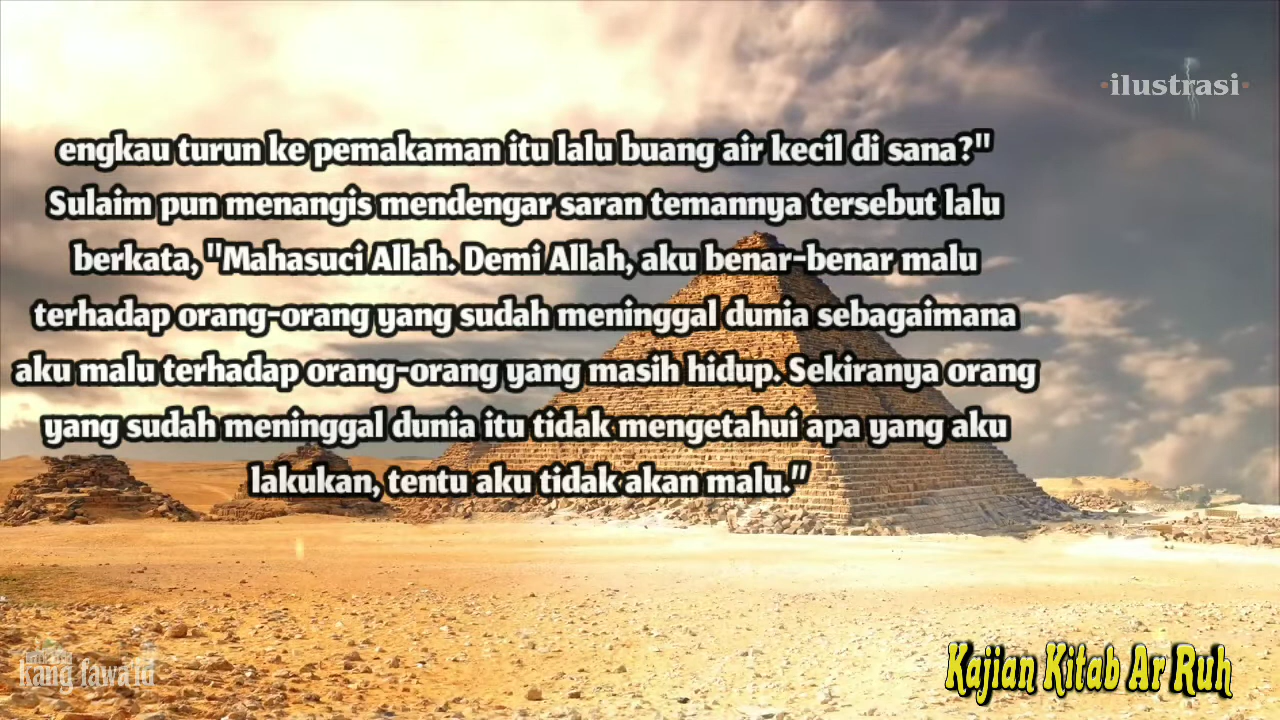 ·ilustrasi·
engkau turun ke pemakaman itu lalu buang air kecil di sana?"
Sulaim pun menangis mendengar saran temannya tersebut lalu
berkata, "Mahasuci Allah. Demi Allah, aku benar-benar malu
terhadap orang-orang yang sudah meninggal dunia sebagaimana
aku malu terhadap orang-orang yang masih hidup. Sekiranya orang
yang sudah meninggal dunia itu tidak mengetahui apa yang aku
lakukan, tentu aku tidak akan malu."
kang fawa'id
Kajian Kitab Ar Ruh